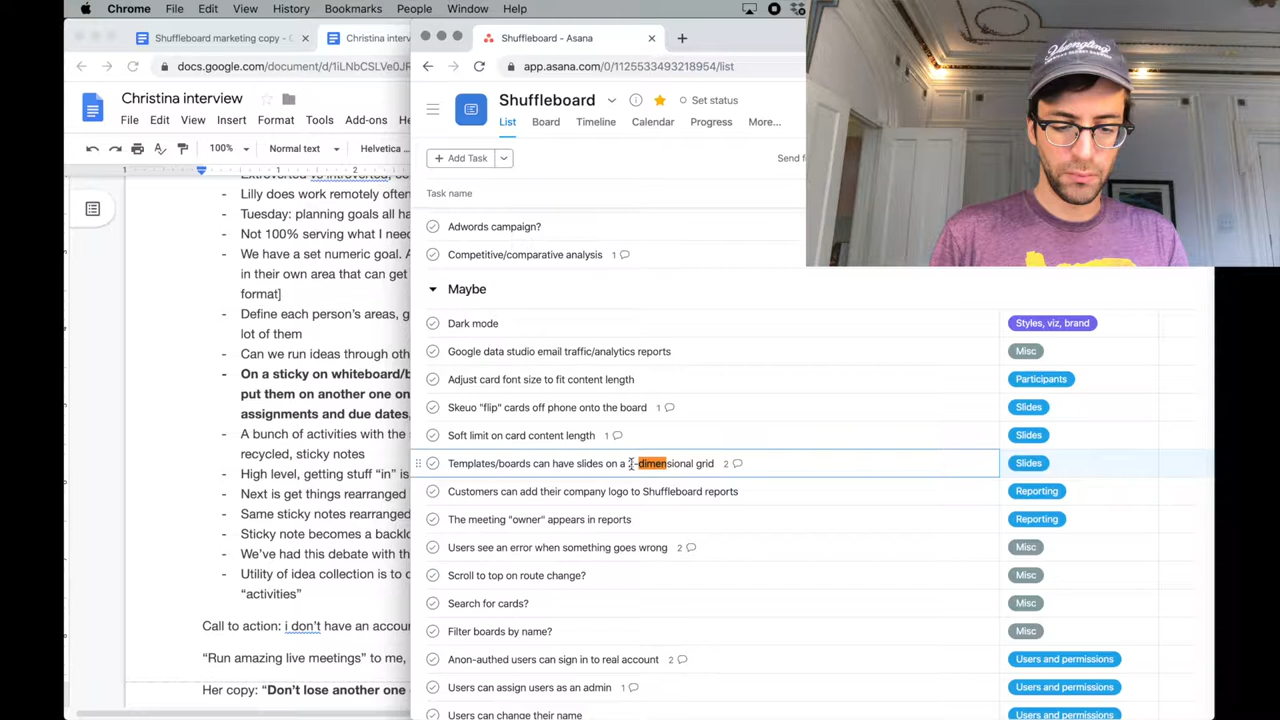 Chrome File Edit View History Bookmarks People Window Help
Shuffleboard marketing copy -
Christina interv
Shuffleboard - Asana
docs.google.com/document/d/1iLN
app.asana.com/0/1125533493218954/list
Christina interview
File Edit View Insert Format Tools Add-ons He
100% Normal text Helvetica ...
1 1 2
Shuffleboard Set status
List Board Timeline Calendar Progress More...
+ Add Task
Send f
Task name
- Lilly does work remotely often
- Tuesday: planning goals all ha
- Not 100% serving what I need
- We have a set numeric goal. A
in their own area that can get
format]
- Define each person's areas, g
lot of them
- Can we run ideas through oth
- On a sticky on whiteboard/b
put them on another one on
assignments and due dates.
- A bunch of activities with the
recycled, sticky notes
- High level, getting stuff "in" is
- Next is get things rearranged
- Same sticky notes rearranged
- Sticky note becomes a backlo
- We've had this debate with th
- Utility of idea collection is to c
"activities"
Call to action: i don't have an accour
"Run amazing live meetings" to me,
Her copy: "Don't lose another one
Adwords campaign?
Competitive/comparative analysis 1
Maybe
Dark mode Styles, viz, brand
Google data studio email traffic/analytics reports Misc
Adjust card font size to fit content length Participants
Skeuo "flip" cards off phone onto the board 1 Slides
Soft limit on card content length 1 Slides
Templates/boards can have slides on a -dimensional grid 2 Slides
Customers can add their company logo to Shuffleboard reports Reporting
The meeting "owner" appears in reports Reporting
Users see an error when something goes wrong 2 Misc
Scroll to top on route change? Misc
Search for cards? Misc
Filter boards by name? Misc
Anon-authed users can sign in to real account 2 Users and permissions
Users can assign users as an admin 1 Users and permissions
Users can change their name Users and permissions
Yuengling